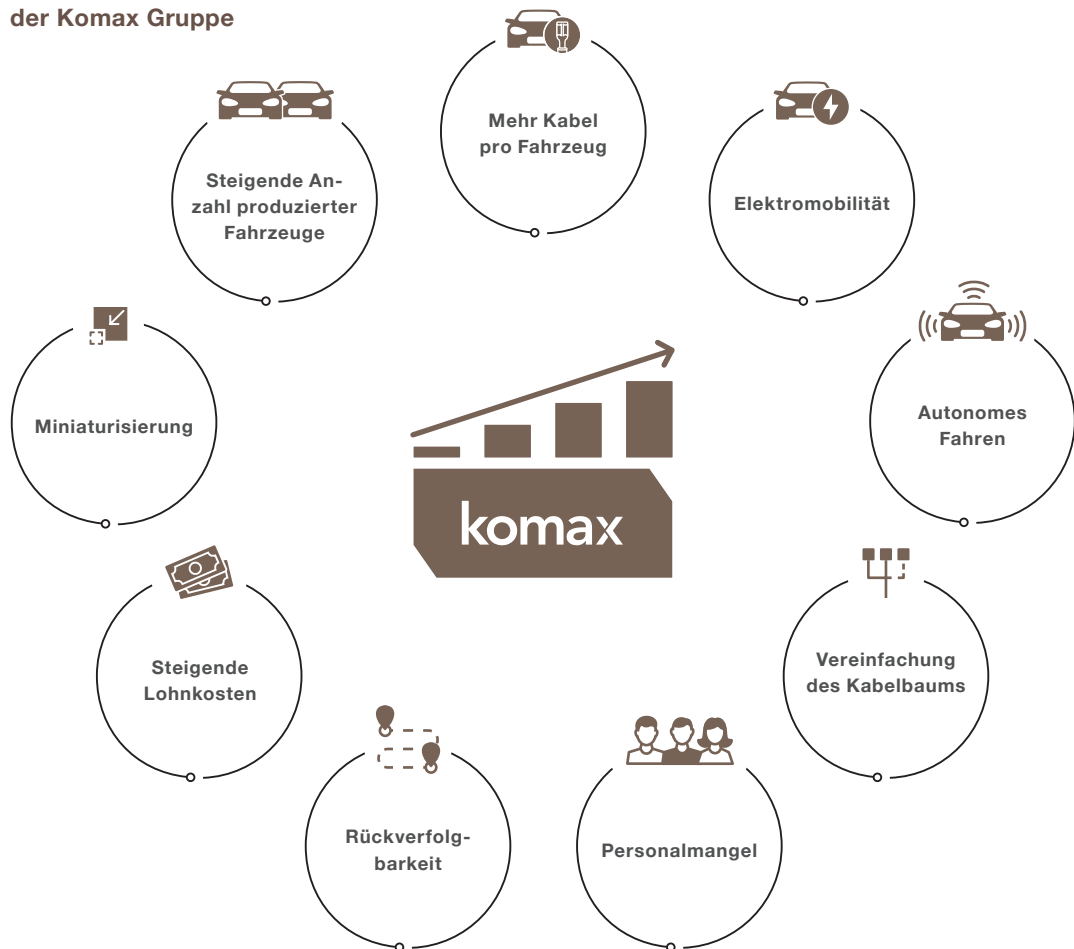 der Komax Gruppe
Mehr Kabel
pro Fahrzeug
Elektromobilität
Autonomes
Fahren
Vereinfachung
des Kabelbaums
Personalmangel
Rückverfolg-
barkeit
Steigende
Lohnkosten
Miniaturisierung
Steigende An-
zahl produzierter
Fahrzeuge
komax